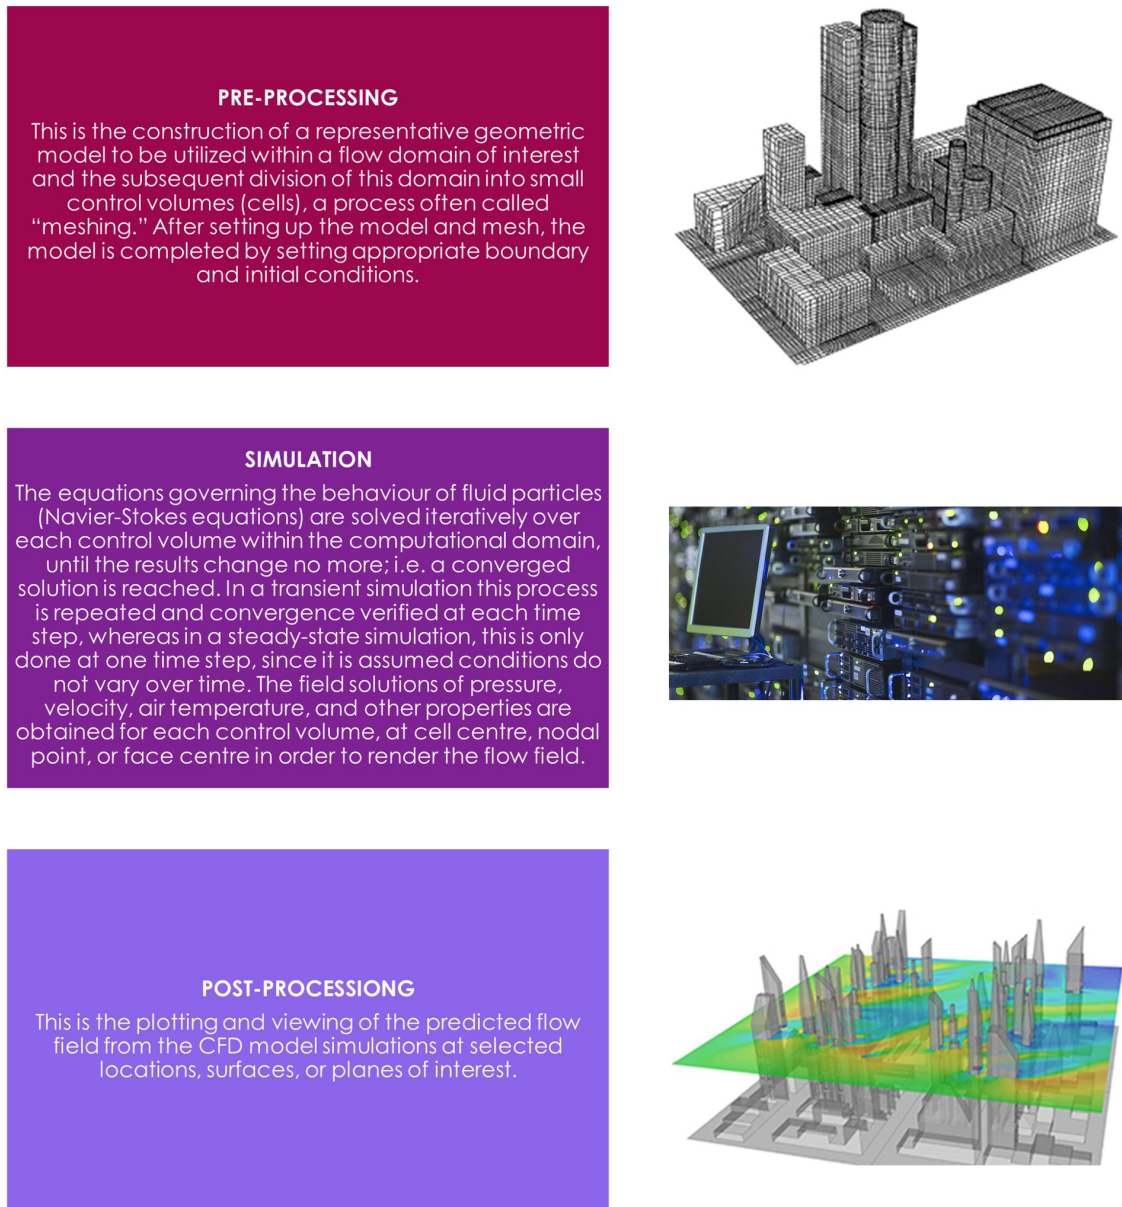 PRE-PROCESSING
This is the construction of a representative geometric
model to be utilized within a flow domain of interest
and the subsequent division of this domain into small
control volumes (cells), a process often called
“meshing.” After setting up the model and mesh, the
model is completed by setting appropriate boundary
and initial conditions.
SIMULATION
The equations governing the behaviour of fluid particles
(Navier-Stokes equations) are solved iteratively over
each control volume within the computational domain,
until the results change no more; i.e. a converged
solution is reached. In a transient simulation this process
is repeated and convergence verified at each time
step, whereas in a steady-state simulation, this is only
done at one time step, since it is assumed conditions do
not vary over time. The field solutions of pressure,
velocity, air temperature, and other properties are
obtained for each control volume, at cell centre, nodal
point, or face centre in order to render the flow field.
POST-PROCESSIONG
This is the plotting and viewing of the predicted flow
field from the CFD model simulations at selected
locations, surfaces, or planes of interest.